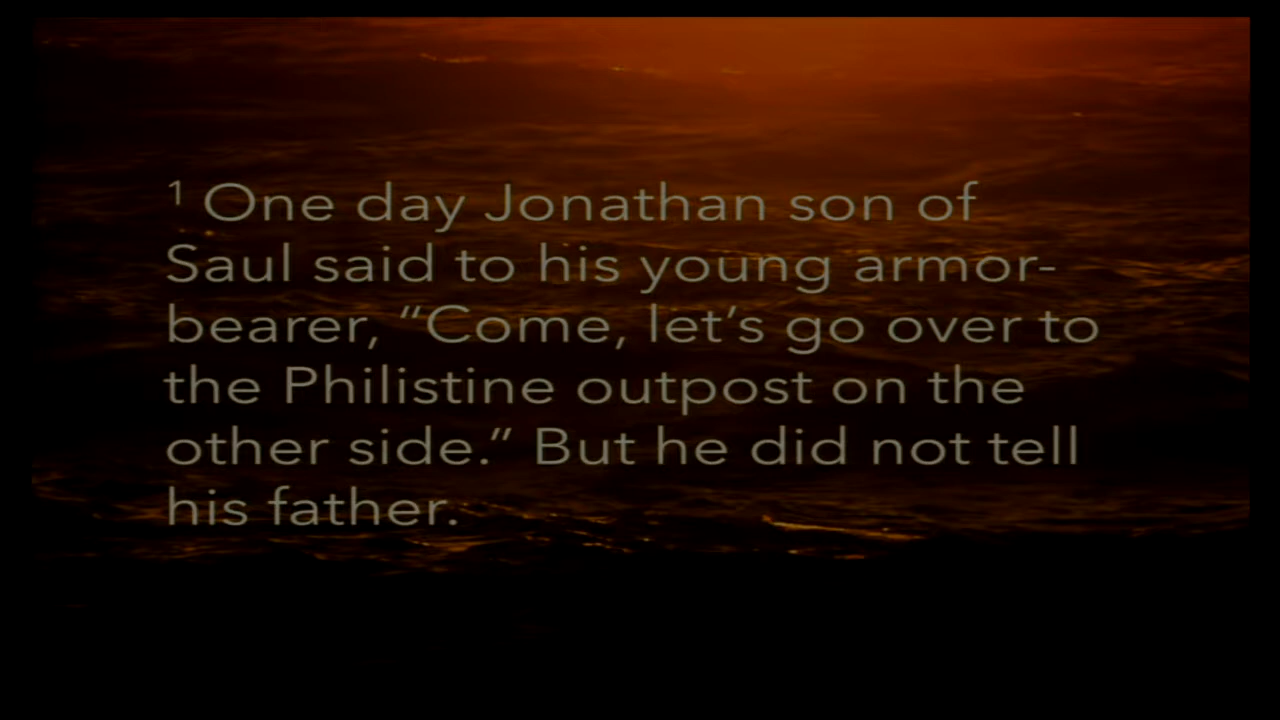 ¹ One day Jonathan son of
Saul said to his young armor-
bearer, “Come, let’s go over to
the Philistine outpost on the
other side.” But he did not tell
his father.